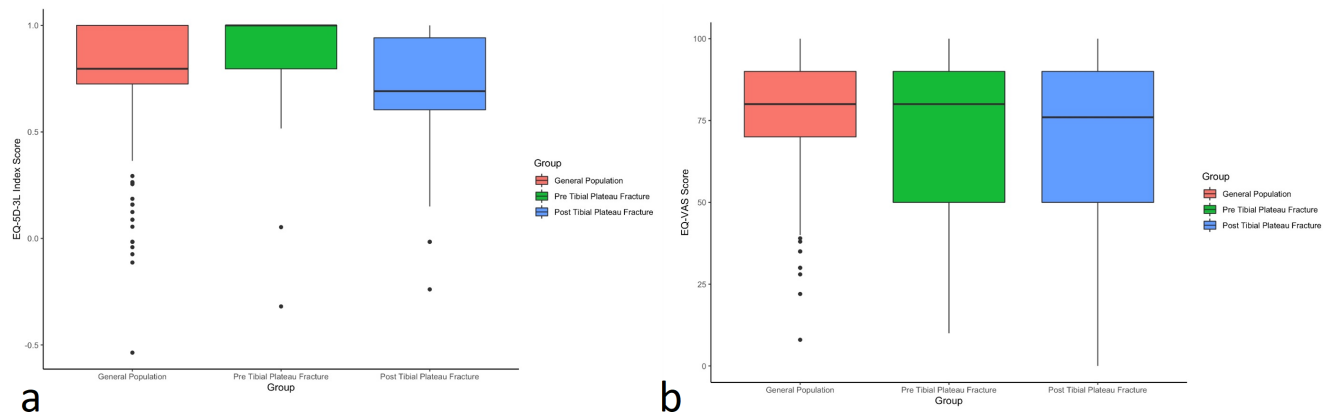 1.0
0.5
0.0
-0.5
EQ-5D-3L Index Score
General Population
Pre Tibial Plateau Fracture
Post Tibial Plateau Fracture
Group
Group
General Population
Pre Tibial Plateau Fracture
Post Tibial Plateau Fracture
a
100
75
50
25
0
EQ-VAS Score
General Population
Pre Tibial Plateau Fracture
Post Tibial Plateau Fracture
Group
Group
General Population
Pre Tibial Plateau Fracture
Post Tibial Plateau Fracture
b